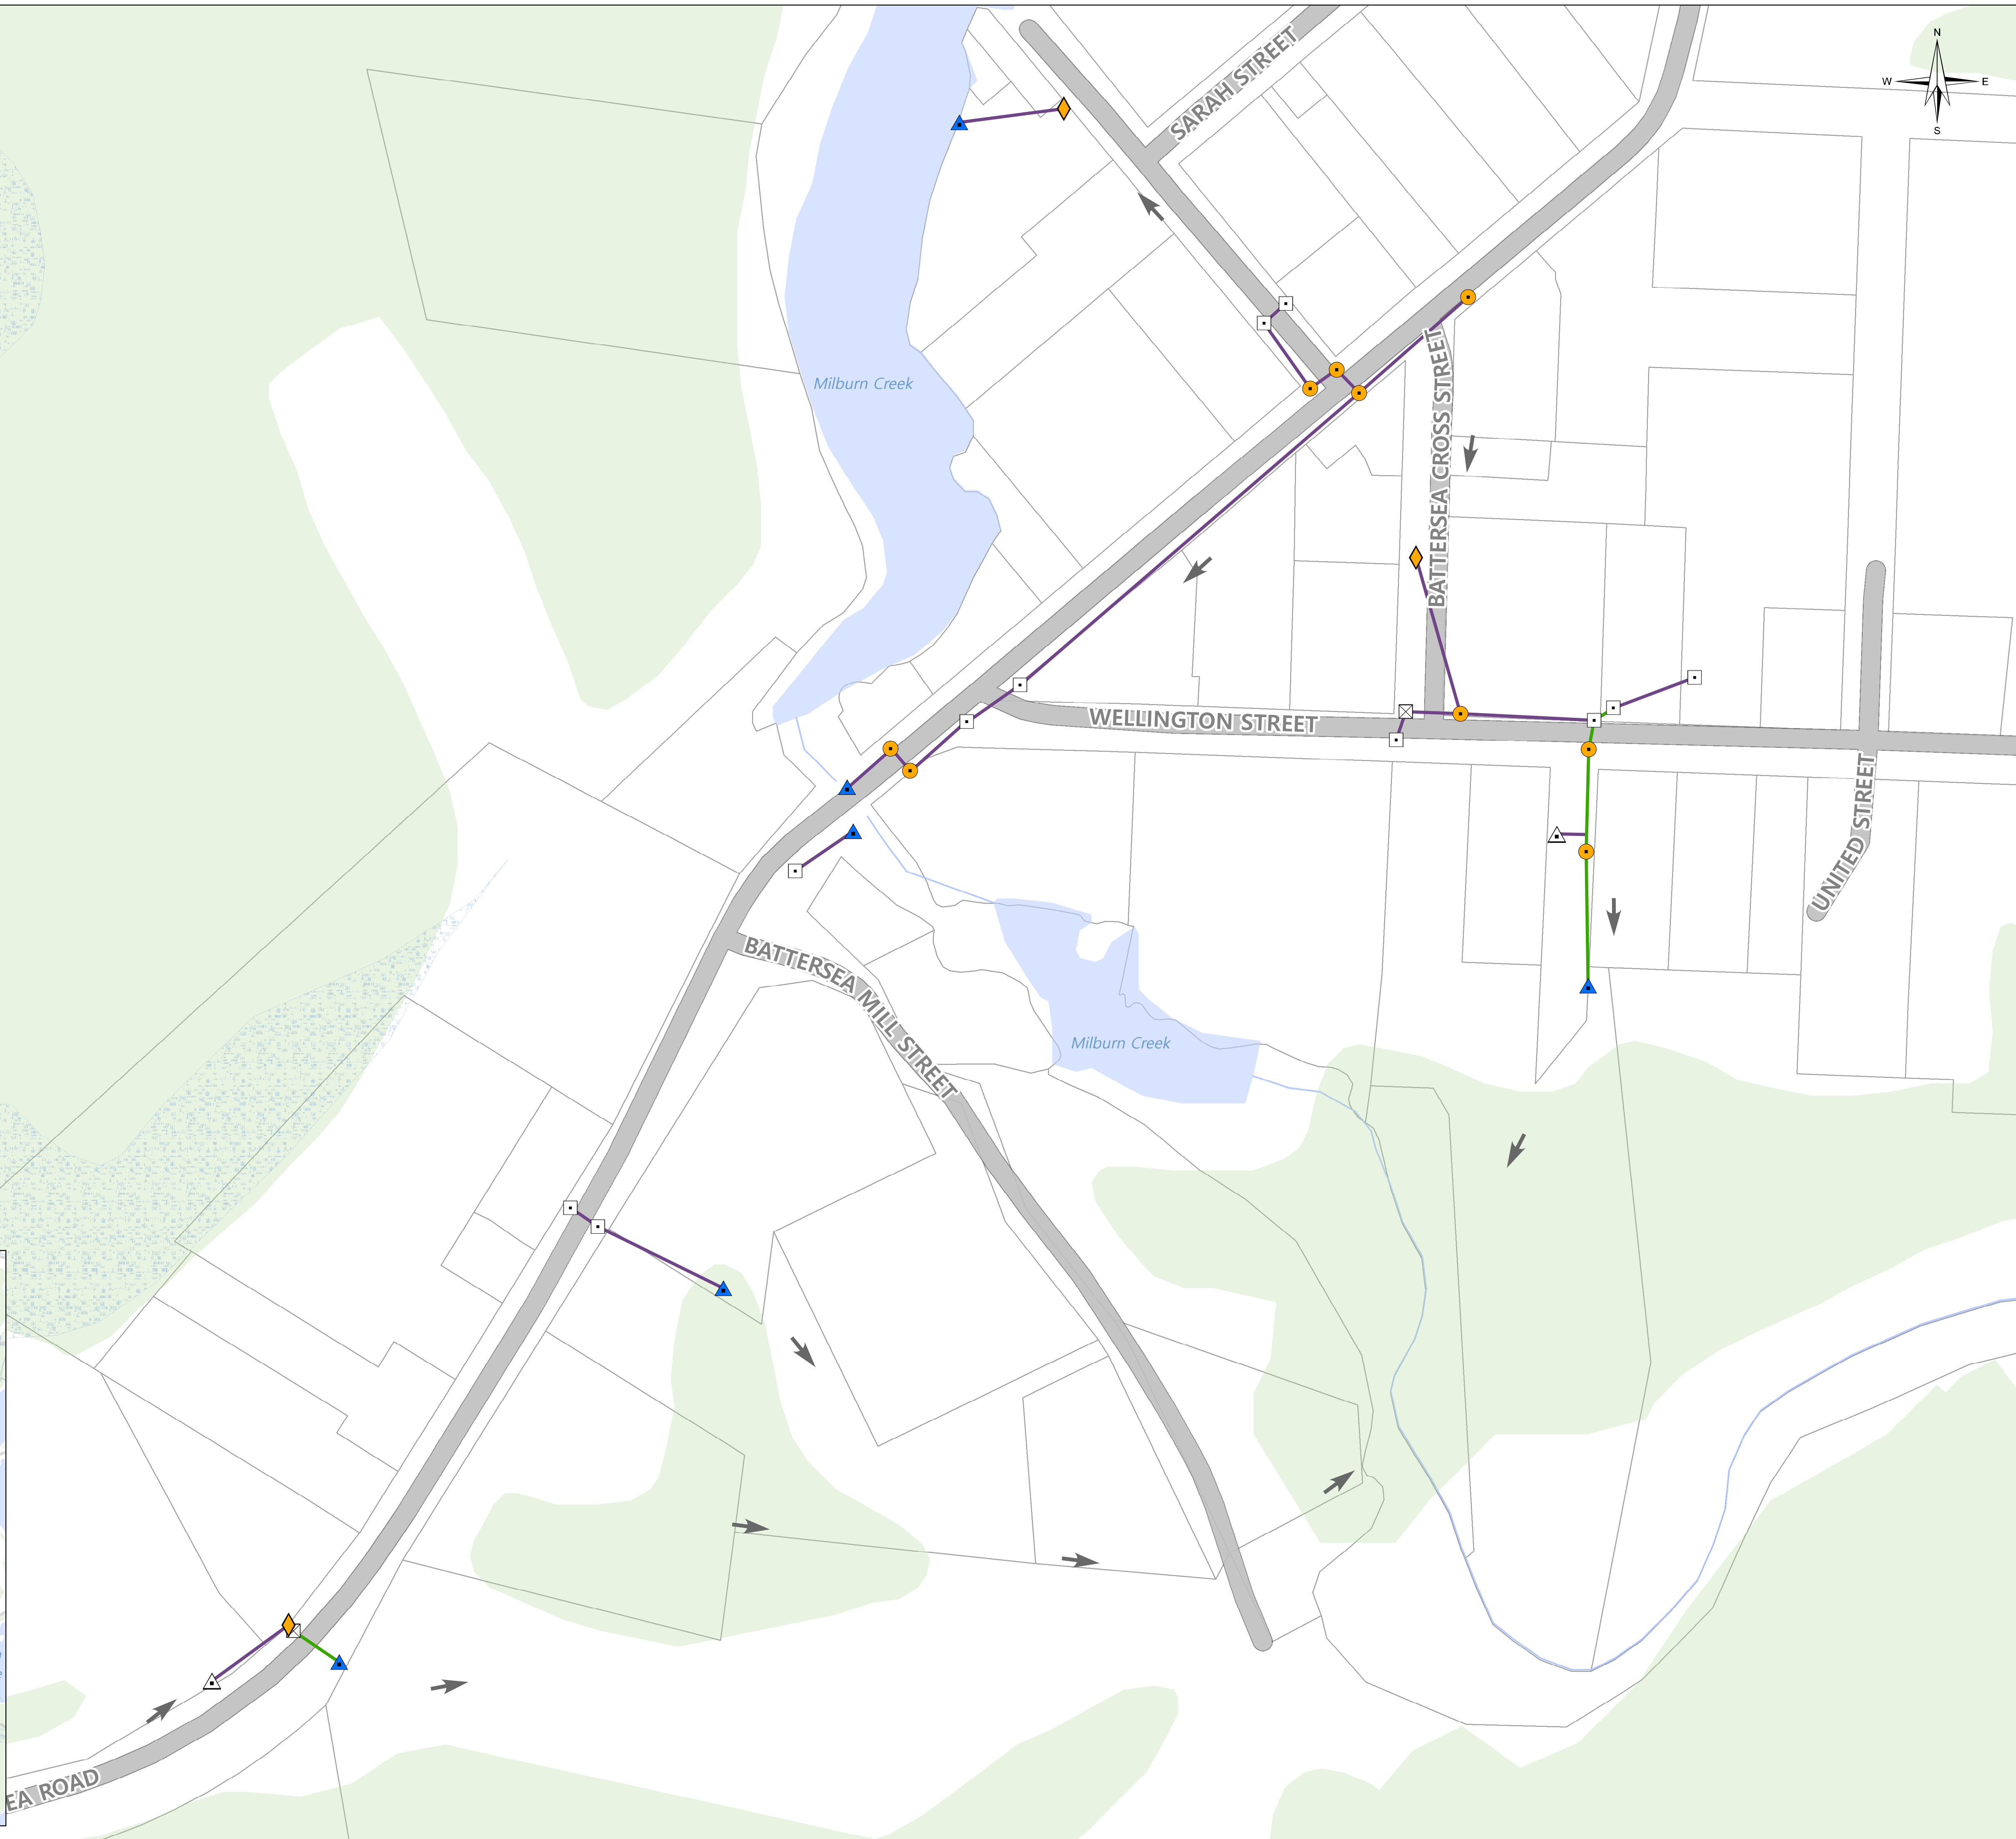 N
W E
S
SARAH STREET
Milburn Creek
BATTERSEA CROSS STREET
WELLINGTON STREET
UNITED STREET
BATTERSEA MILL STREET
Milburn Creek
EA ROAD